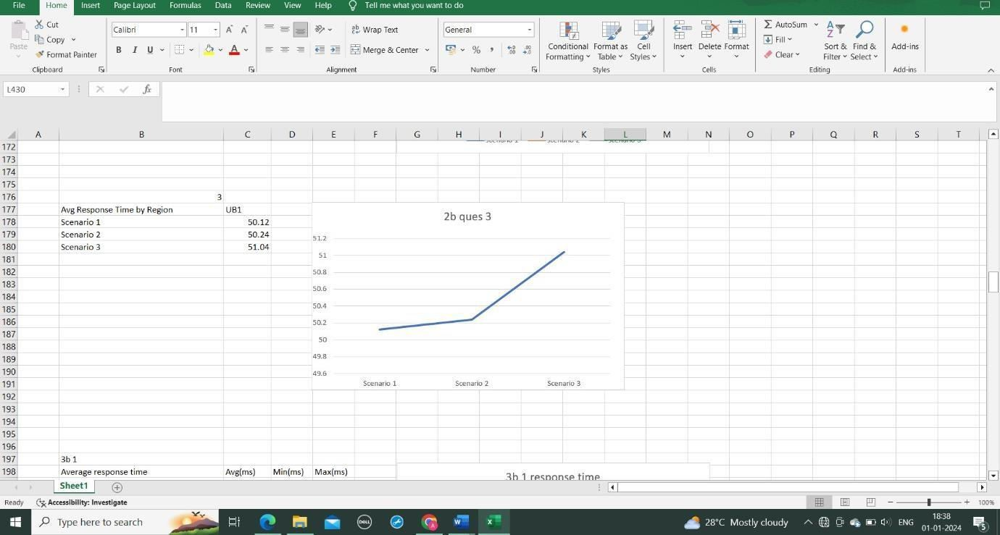 File Home Insert Page Layout Formulas Data Review View Help Tell me what you want to do
Paste Cut Copy Format Painter Clipboard
Calibri 11 A A B I U A Font
ab Wrap Text Merge & Center Alignment
General % , Number
Conditional Formatting Format as Table Cell Styles Styles
Insert Delete Format Cells
AutoSum Fill Clear Sort & Filter Find & Select Editing
Add-ins Add-ins
L430 fx
A B C D E F G H I J K L M N O P Q R S T
172
173
174
175
176 3
177 Avg Response Time by Region UB1
178 Scenario 1 50.12
179 Scenario 2 50.24
180 Scenario 3 51.04
181
182
183
184
185
186
187
188
189
190
191
192
193
194
195
196
197 3b 1
198 Average response time Avg(ms) Min(ms) Max(ms)
2b ques 3
51.2
51
50.8
50.6
50.4
50.2
50
49.8
49.6
Scenario 1 Scenario 2 Scenario 3
3b 1 response time
Sheet1
Ready Accessibility: Investigate 100%
Type here to search DELL 28°C Mostly cloudy ENG 18:38
01-01-2024 5